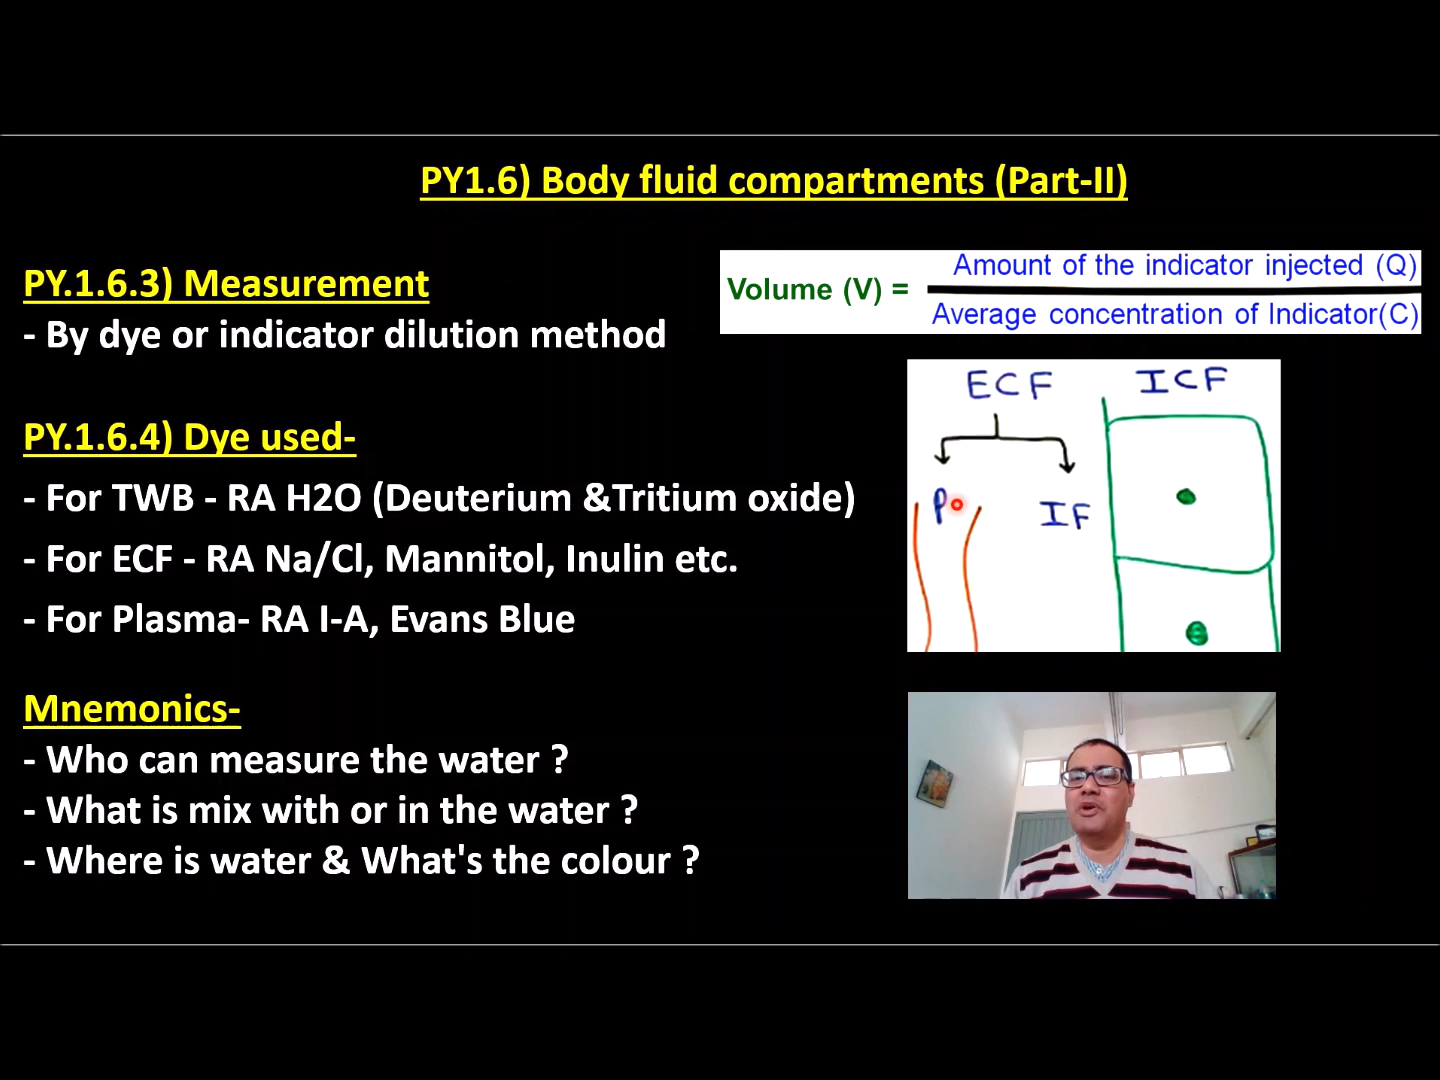 PY1.6) Body fluid compartments (Part-II)
PY.1.6.3) Measurement
- By dye or indicator dilution method
Volume (V) =
Amount of the indicator injected (Q)
Average concentration of Indicator(C)
PY.1.6.4) Dye used-
- For TWB - RA H2O (Deuterium &Tritium oxide)
- For ECF - RA Na/Cl, Mannitol, Inulin etc.
- For Plasma- RA I-A, Evans Blue
ECF
ICF
P
IF
Mnemonics-
- Who can measure the water ?
- What is mix with or in the water ?
- Where is water & What's the colour ?